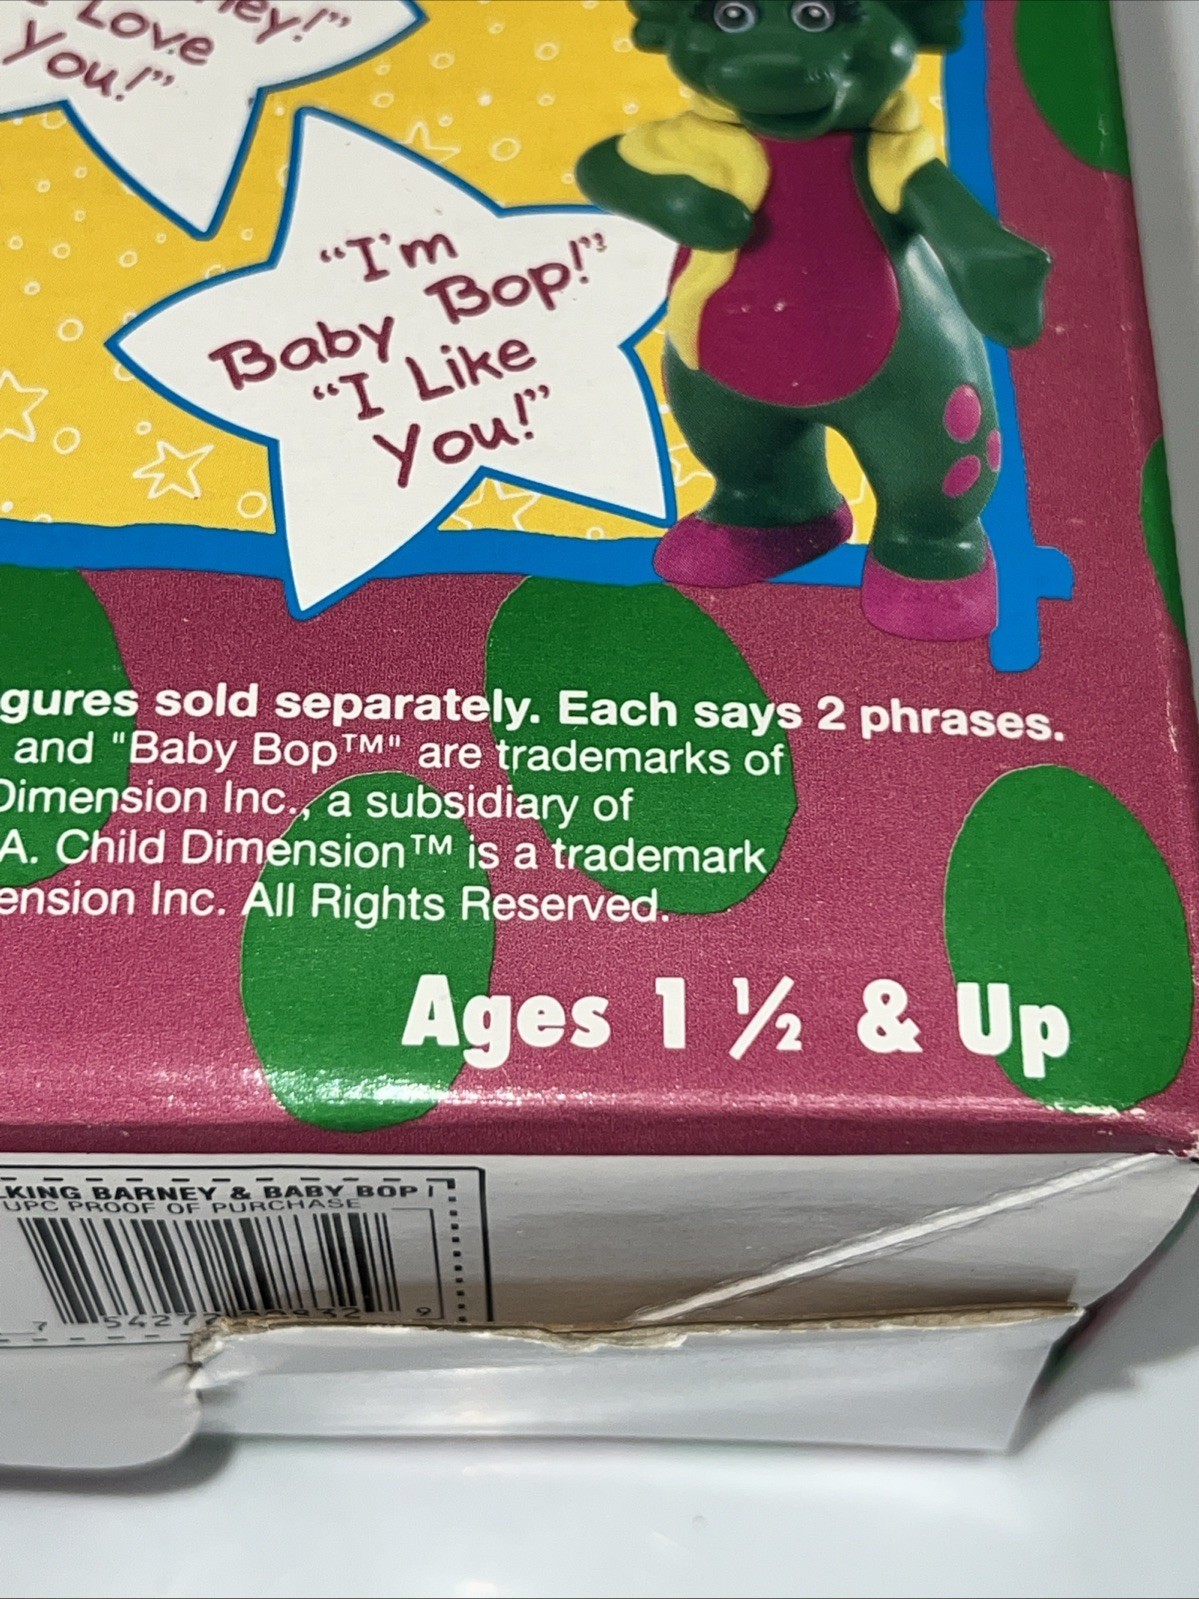 Love
You!”
“I'm
Baby Bop!”
“I Like
You!”
gures sold separately. Each says 2 phrases.
and "Baby Bop™" are trademarks of
Dimension Inc., a subsidiary of
A. Child Dimension™ is a trademark
ension Inc. All Rights Reserved.
Ages 1 ½ & Up
KING BARNEY & BABY BOP
UPC PROOF OF PURCHASE
7 9